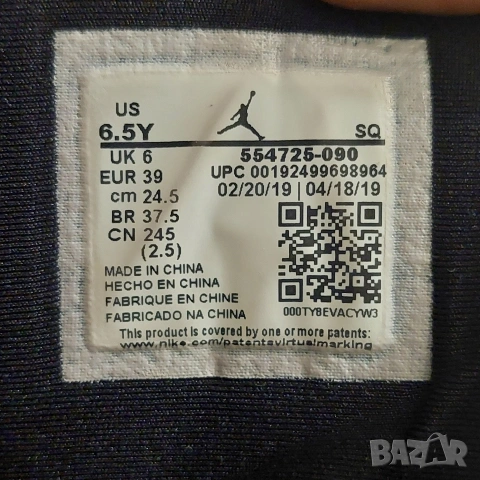 US
6.5Y SQ
UK 6 554725-090
EUR 39 UPC 00192499698964
cm 24.5 02/20/19 | 04/18/19
BR 37.5
CN 245
(2.5)
MADE IN CHINA
HECHO EN CHINA
FABRIQUE EN CHINE
FABRICADO NA CHINA
000TY8EVACYW3
This product is covered by one or more patents:
www.nike.com/patentsvirtualmarking
BAZAR